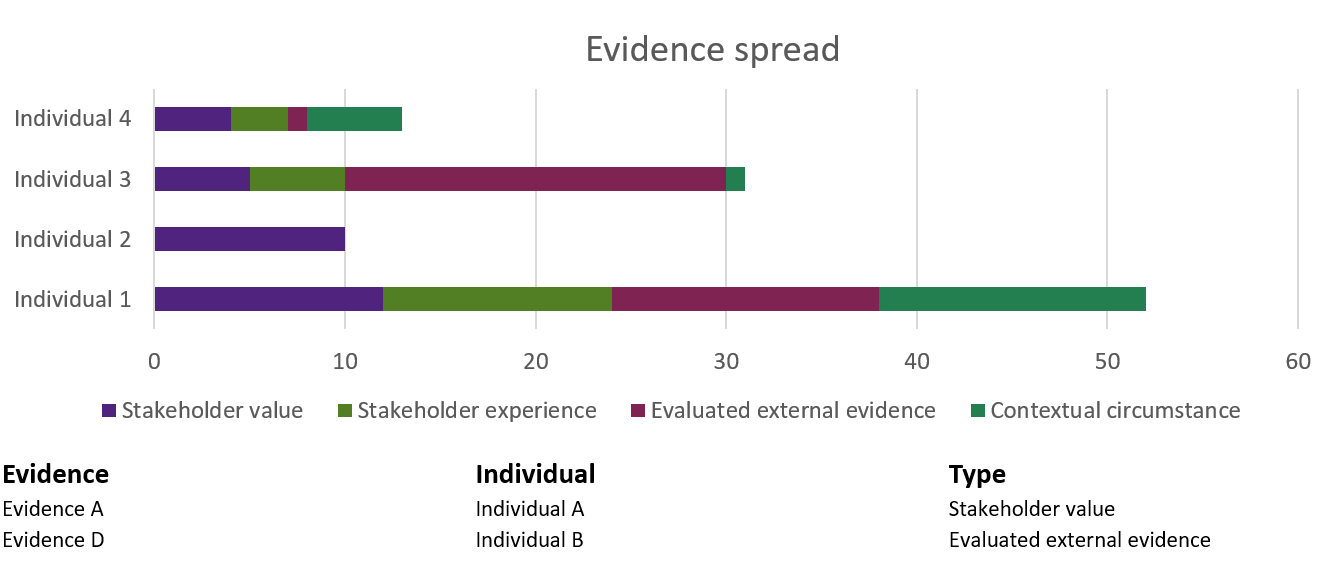 Evidence spread
Individual 4
Individual 3
Individual 2
Individual 1
0 10 20 30 40 50 60
Stakeholder value Stakeholder experience Evaluated external evidence Contextual circumstance
Evidence Individual Type
Evidence A Individual A Stakeholder value
Evidence D Individual B Evaluated external evidence